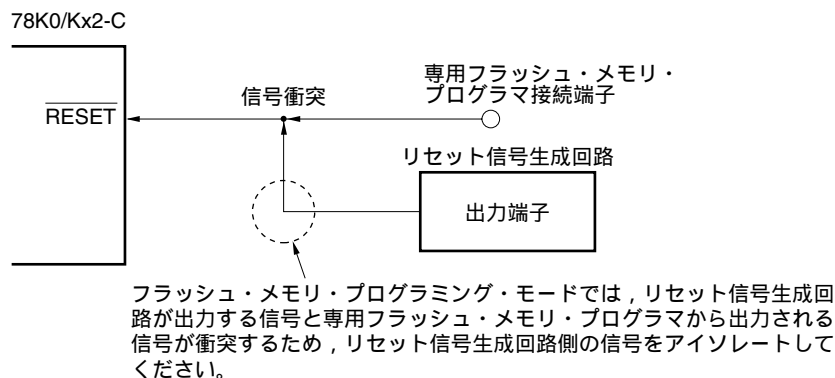 78K0/Kx2-C
RESET
信号衝突
専用フラッシュ・メモリ・
プログラマ接続端子
リセット信号生成回路
出力端子
フラッシュ・メモリ・プログラミング・モードでは，リセット信号生成回
路が出力する信号と専用フラッシュ・メモリ・プログラマから出力される
信号が衝突するため，リセット信号生成回路側の信号をアイソレートして
ください。